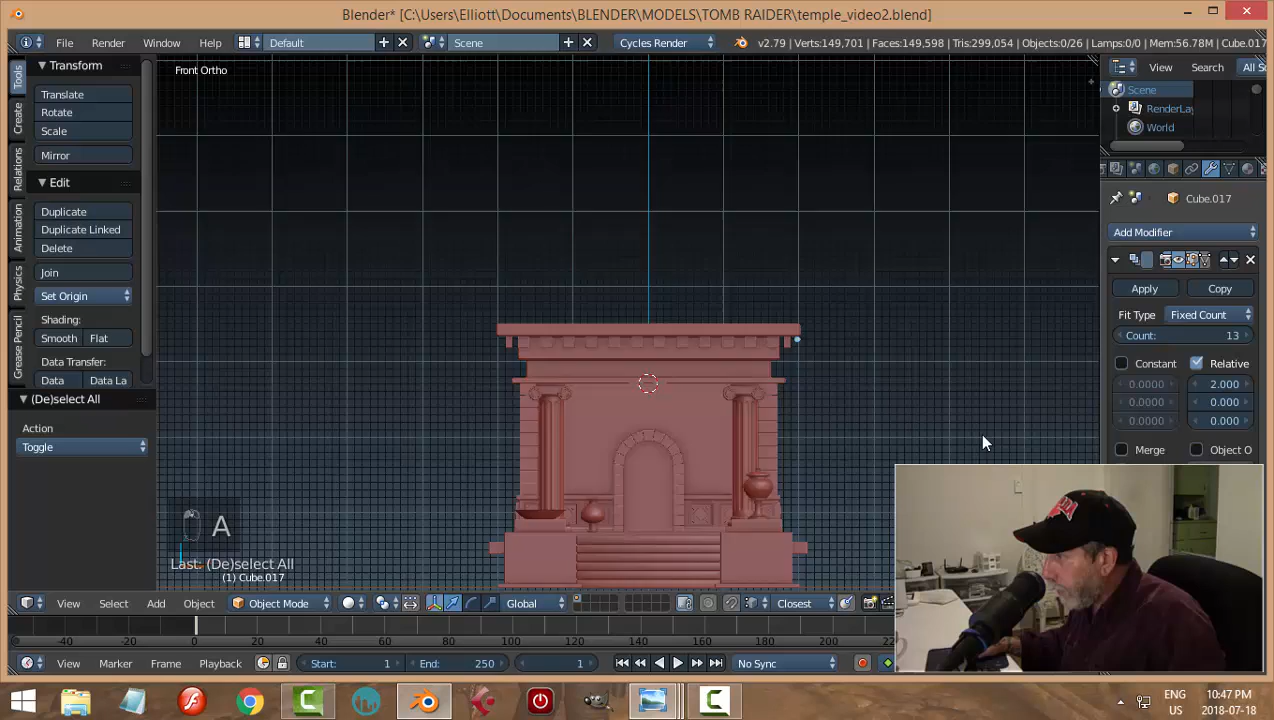 Blender* [C:\Users\Elliott\Documents\BLENDER\MODELS\TOMB RAIDER\temple_video2.blend]
File Render Window Help Default Scene Cycles Render v2.79 | Verts:149,701 | Faces:149,598 | Tris:299,054 | Objects:0/26 | Lamps:0/0 | Mem:56.78M | Cube.017
View Search All Sc
Tools
Create
Relations
Animation
Physics
Grease Pencil
Transform
Translate
Rotate
Scale
Mirror
Edit
Duplicate
Duplicate Linked
Delete
Join
Set Origin
Shading:
Smooth Flat
Data Transfer:
Data Data La
(De)select All
Action
Toggle
Front Ortho
A
Last: (De)select All
(1) Cube.017
Scene
RenderLay
World
Cube.017
Add Modifier
Apply Copy
Fit Type Fixed Count
Count: 13
Constant Relative
0.0000 2.000
0.0000 0.000
0.0000 0.000
Merge Object O
View Select Add Object Object Mode Global Closest
-40 -20 0 20 40 60 80 100 120 140 160 180 200
View Marker Frame Playback Start: 1 End: 250 1 No Sync
ENG 10:47 PM
US 2018-07-18